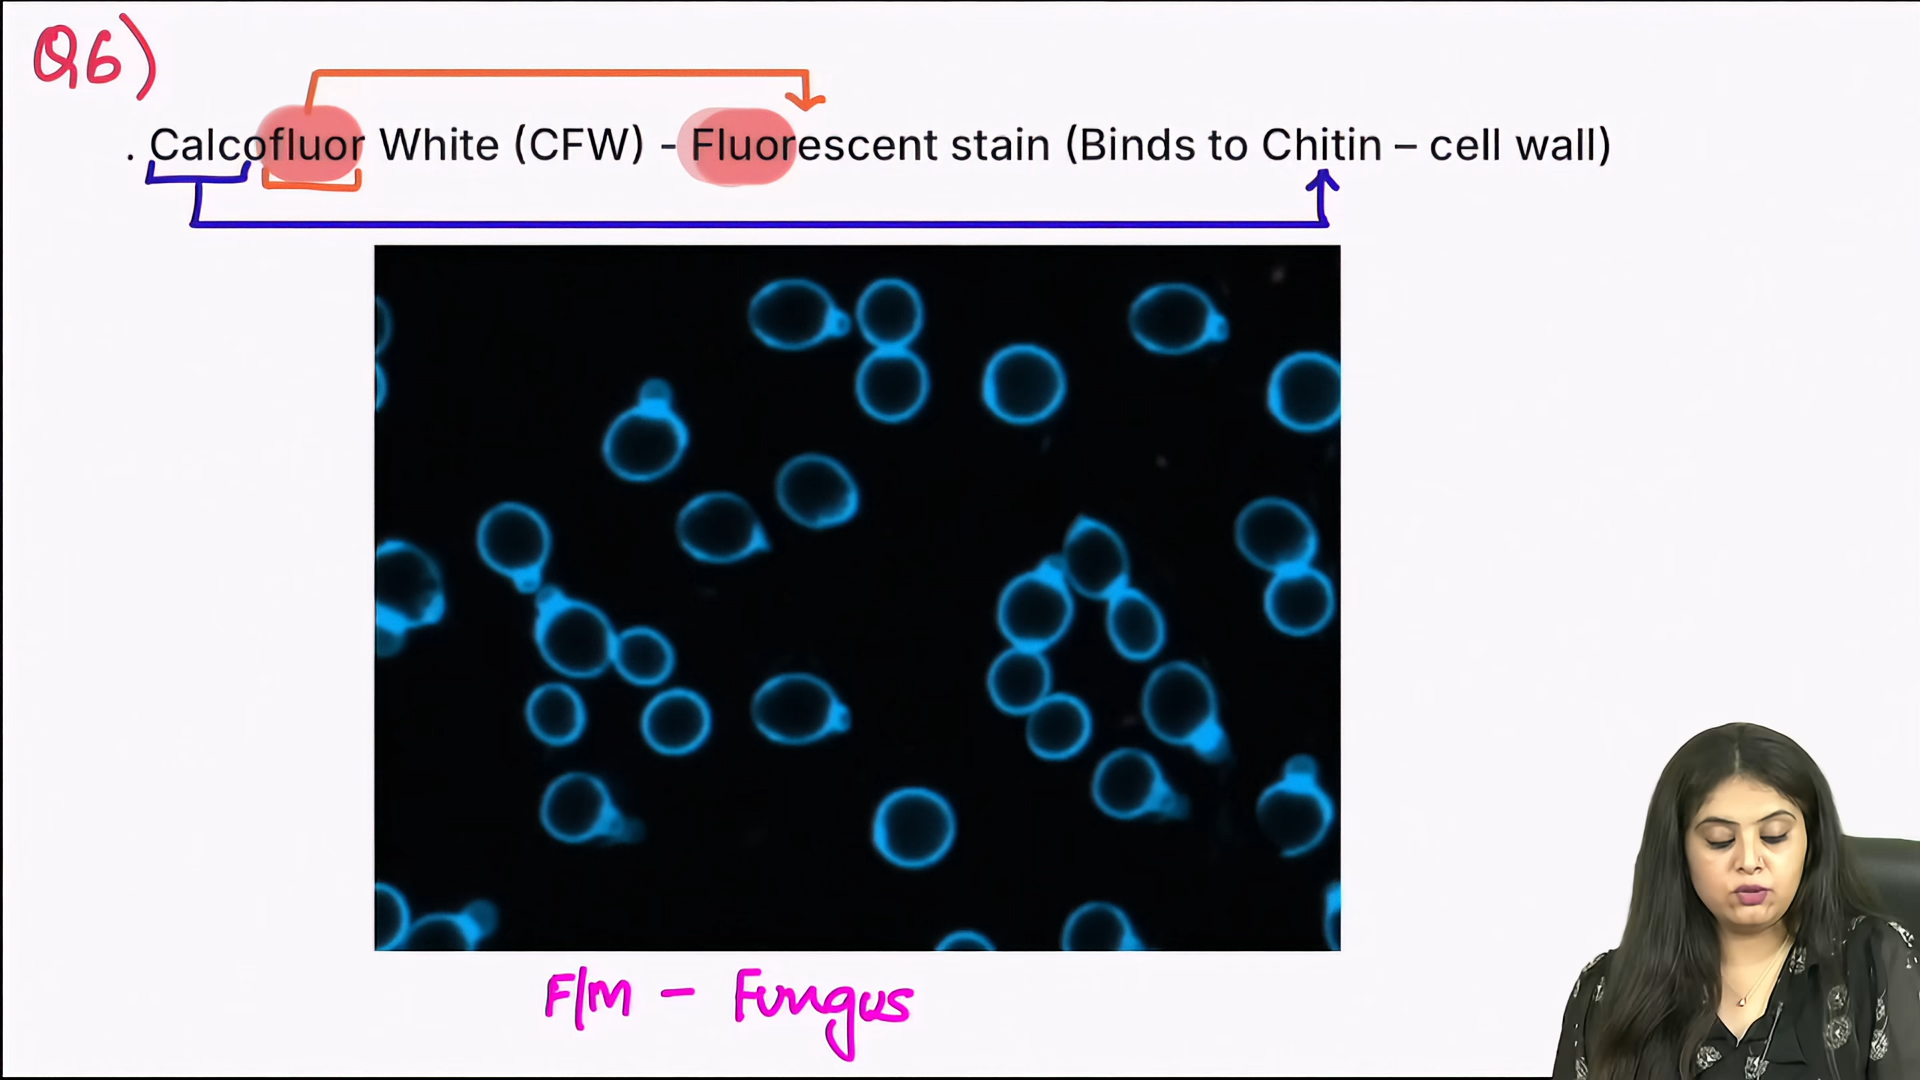 Q6)
. Calcofluor White (CFW) - Fluorescent stain (Binds to Chitin – cell wall)
F/M - Fungus